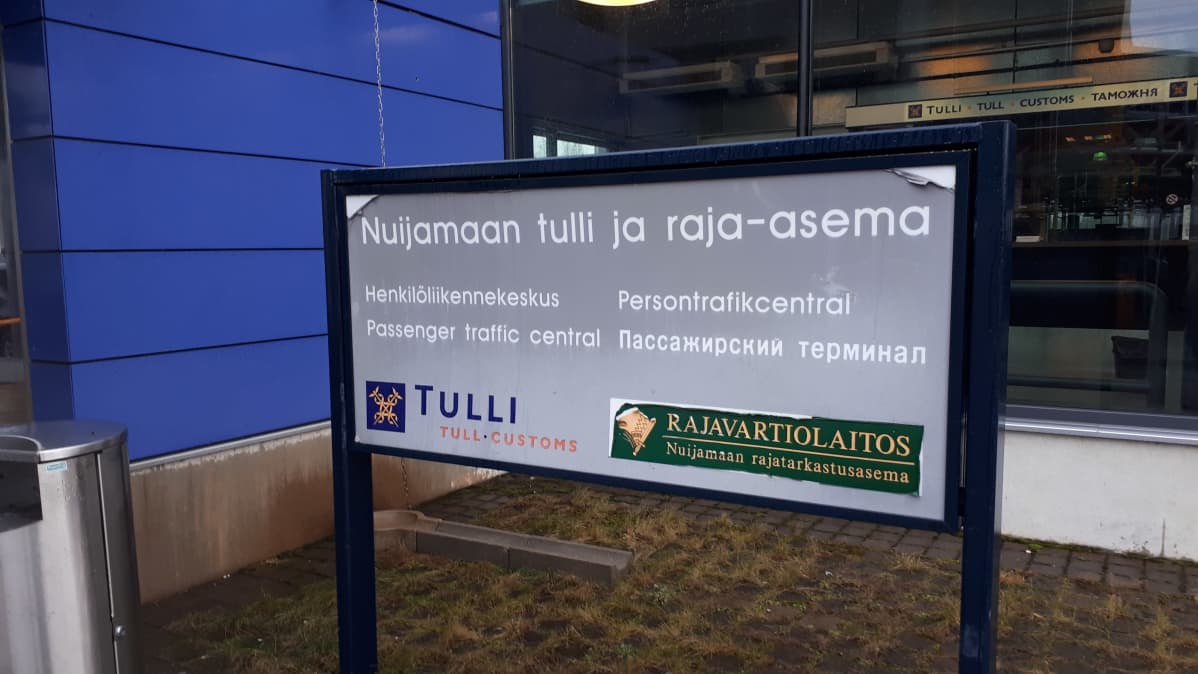 TULLI · TULL · CUSTOMS · ТАМОЖНЯ
Nuijamaan tulli ja raja-asema
Henkilöliikennekeskus
Persontrafikcentral
Passenger traffic central
Пассажирский терминал
TULLI
TULL·CUSTOMS
RAJAVARTIOLAITOS
Nuijamaan rajatarkastusasema